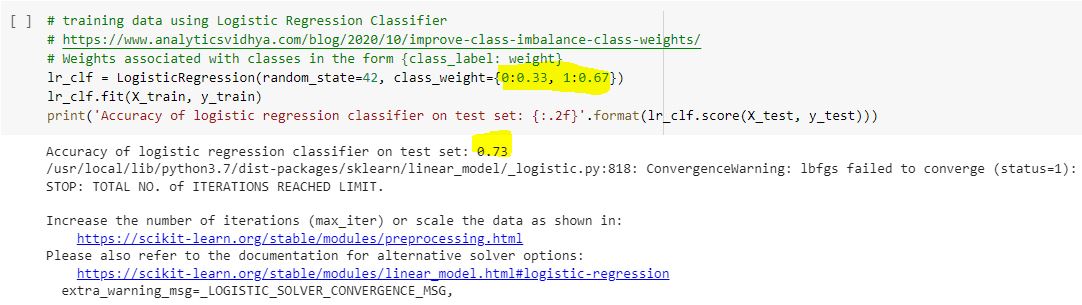 [ ] # training data using Logistic Regression Classifier
# https://www.analyticsvidhya.com/blog/2020/10/improve-class-imbalance-class-weights/
# Weights associated with classes in the form {class_label: weight}
lr_clf = LogisticRegression(random_state=42, class_weight={0:0.33, 1:0.67})
lr_clf.fit(X_train, y_train)
print('Accuracy of logistic regression classifier on test set: {:.2f}'.format(lr_clf.score(X_test, y_test)))
Accuracy of logistic regression classifier on test set: 0.73
/usr/local/lib/python3.7/dist-packages/sklearn/linear_model/_logistic.py:818: ConvergenceWarning: lbfgs failed to converge (status=1):
STOP: TOTAL NO. of ITERATIONS REACHED LIMIT.
Increase the number of iterations (max_iter) or scale the data as shown in:
https://scikit-learn.org/stable/modules/preprocessing.html
Please also refer to the documentation for alternative solver options:
https://scikit-learn.org/stable/modules/linear_model.html#logistic-regression
extra_warning_msg=_LOGISTIC_SOLVER_CONVERGENCE_MSG,